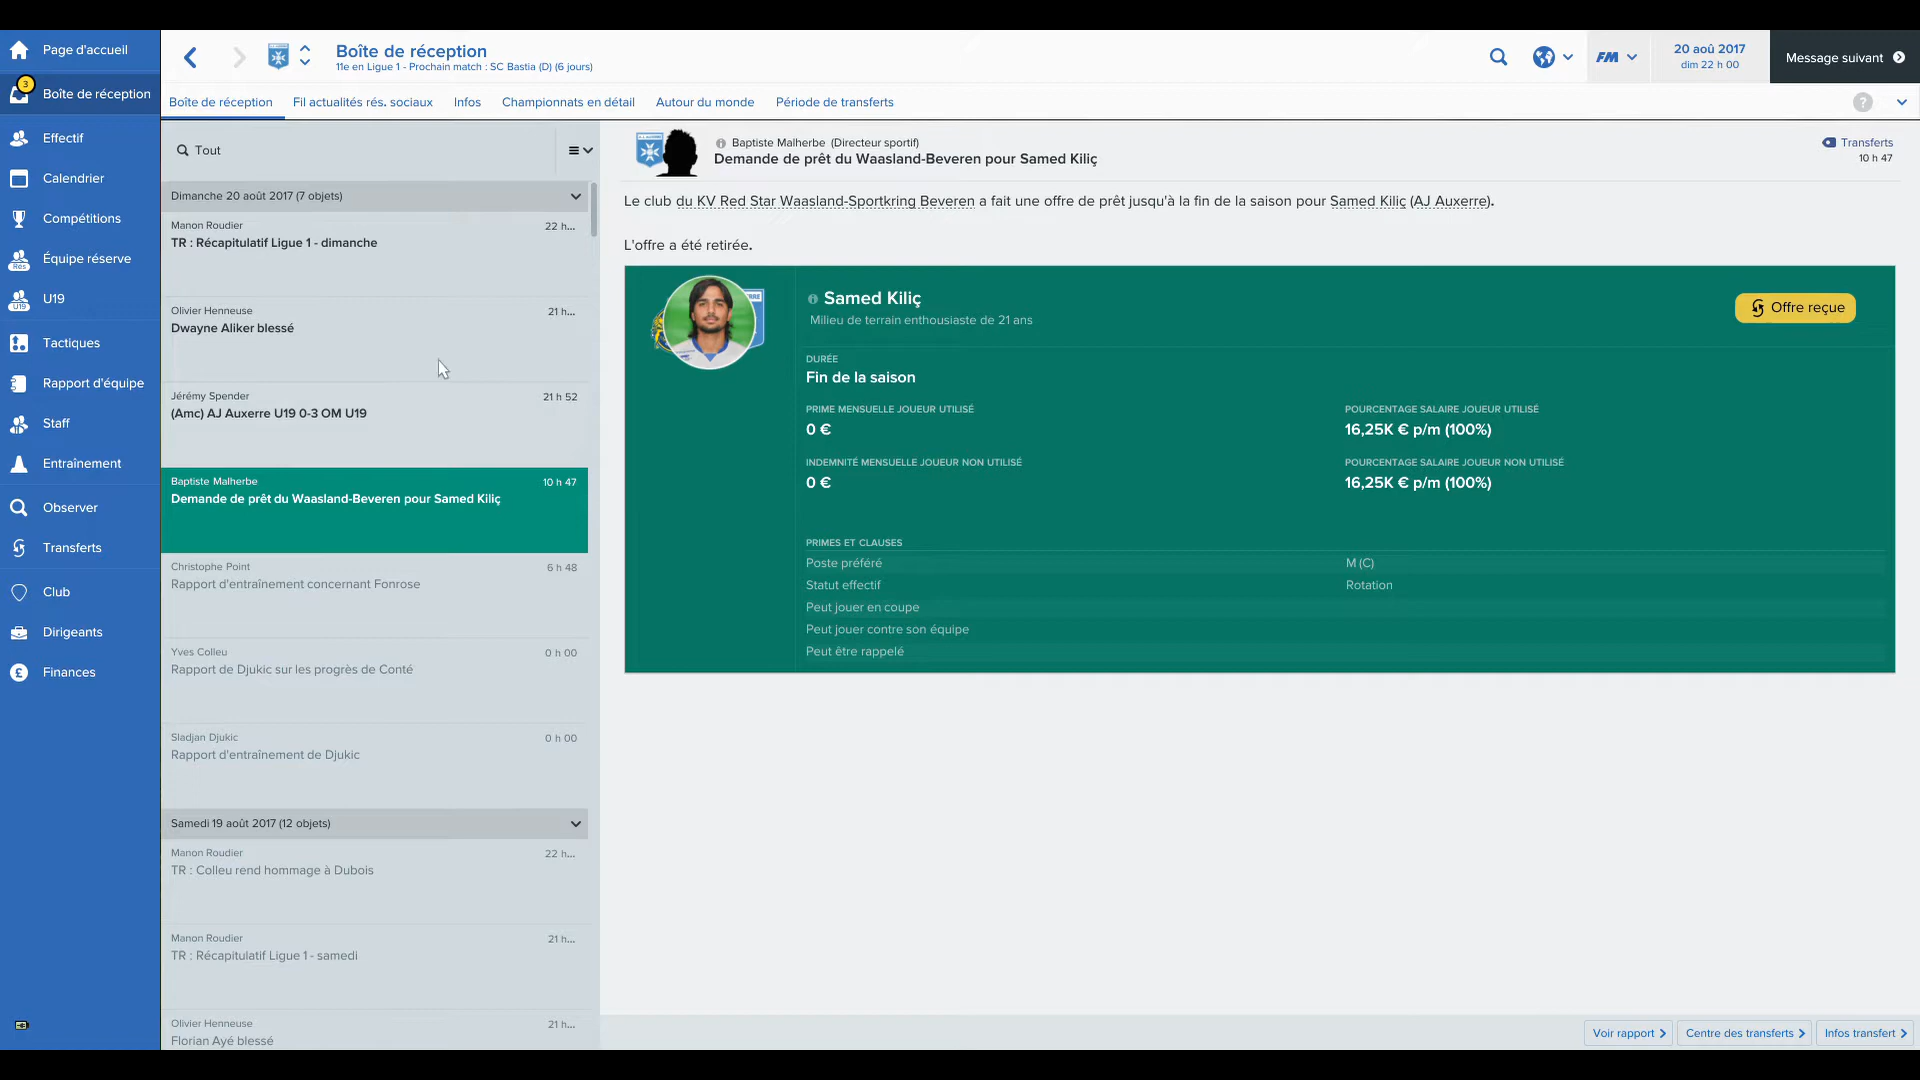 Page d'accueil
3
Boîte de réception
Effectif
Calendrier
Compétitions
Rés
Équipe réserve
U19
U19
Tactiques
Rapport d'équipe
Staff
Entraînement
Observer
Transferts
Club
Dirigeants
£
Finances
Boîte de réception
11e en Ligue 1 - Prochain match : SC Bastia (D) (6 jours)
FM
20 aoû 2017
dim 22 h 00
Message suivant
Boîte de réception
Fil actualités rés. sociaux
Infos
Championnats en détail
Autour du monde
Période de transferts
?
Tout
Dimanche 20 août 2017 (7 objets)
Manon Roudier 22 h...
TR : Récapitulatif Ligue 1 - dimanche
Olivier Henneuse 21 h...
Dwayne Aliker blessé
Jérémy Spender 21 h 52
(Amc) AJ Auxerre U19 0-3 OM U19
Baptiste Malherbe 10 h 47
Demande de prêt du Waasland-Beveren pour Samed Kiliç
Christophe Point 6 h 48
Rapport d'entraînement concernant Fonrose
Yves Colleu 0 h 00
Rapport de Djukic sur les progrès de Conté
Sladjan Djukic 0 h 00
Rapport d'entraînement de Djukic
Samedi 19 août 2017 (12 objets)
Manon Roudier 22 h...
TR : Colleu rend hommage à Dubois
Manon Roudier 21 h...
TR : Récapitulatif Ligue 1 - samedi
Olivier Henneuse 21 h...
Florian Ayé blessé
Baptiste Malherbe (Directeur sportif)
Demande de prêt du Waasland-Beveren pour Samed Kiliç
Transferts
10 h 47
Le club du KV Red Star Waasland-Sportkring Beveren a fait une offre de prêt jusqu'à la fin de la saison pour Samed Kiliç (AJ Auxerre).
L'offre a été retirée.
Samed Kiliç
Milieu de terrain enthousiaste de 21 ans
Offre reçue
DURÉE
Fin de la saison
PRIME MENSUELLE JOUEUR UTILISÉ
0 €
POURCENTAGE SALAIRE JOUEUR UTILISÉ
16,25K € p/m (100%)
INDEMNITÉ MENSUELLE JOUEUR NON UTILISÉ
0 €
POURCENTAGE SALAIRE JOUEUR NON UTILISÉ
16,25K € p/m (100%)
PRIMES ET CLAUSES
Poste préféré M (C)
Statut effectif Rotation
Peut jouer en coupe
Peut jouer contre son équipe
Peut être rappelé
Voir rapport
Centre des transferts
Infos transfert